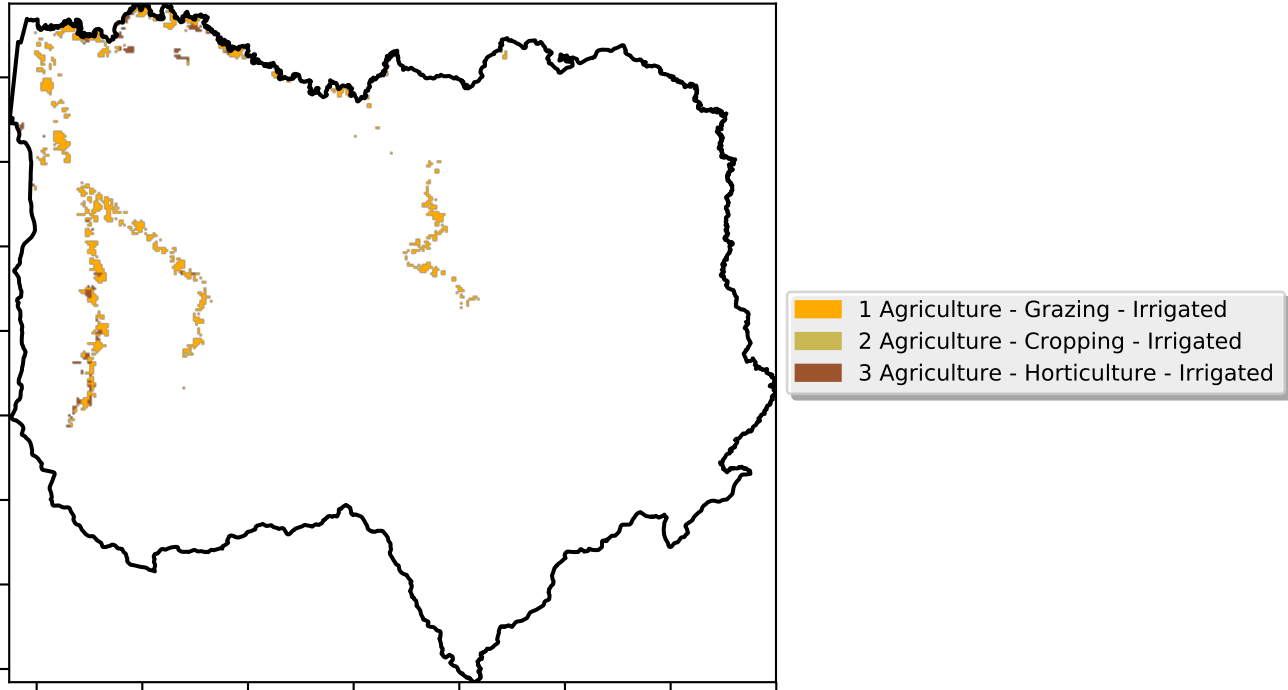 1 Agriculture - Grazing - Irrigated
2 Agriculture - Cropping - Irrigated
3 Agriculture - Horticulture - Irrigated